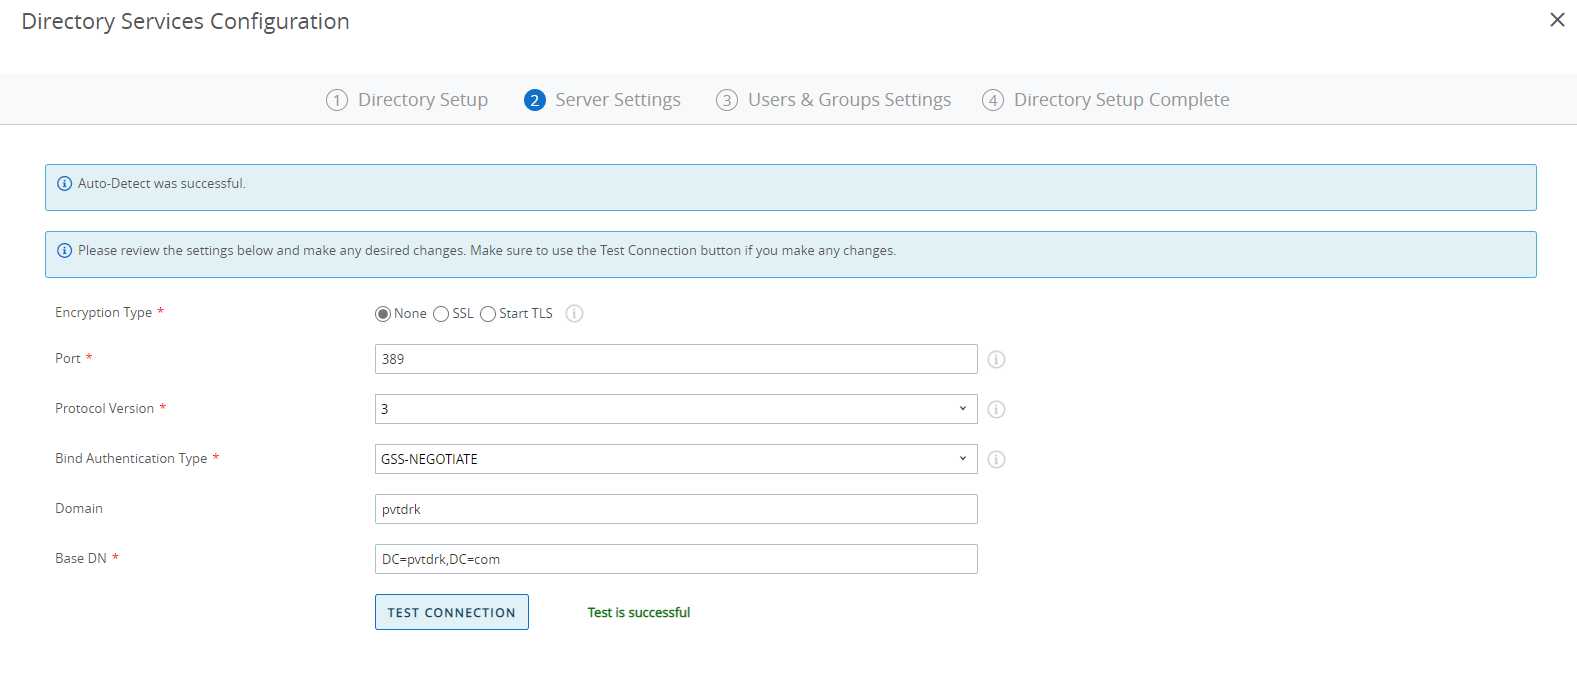 Directory Services Configuration
1 Directory Setup 2 Server Settings 3 Users & Groups Settings 4 Directory Setup Complete
Auto-Detect was successful.
Please review the settings below and make any desired changes. Make sure to use the Test Connection button if you make any changes.
Encryption Type * None SSL Start TLS
Port * 389
Protocol Version * 3
Bind Authentication Type * GSS-NEGOTIATE
Domain pvtdrk
Base DN * DC=pvtdrk,DC=com
TEST CONNECTION Test is successful